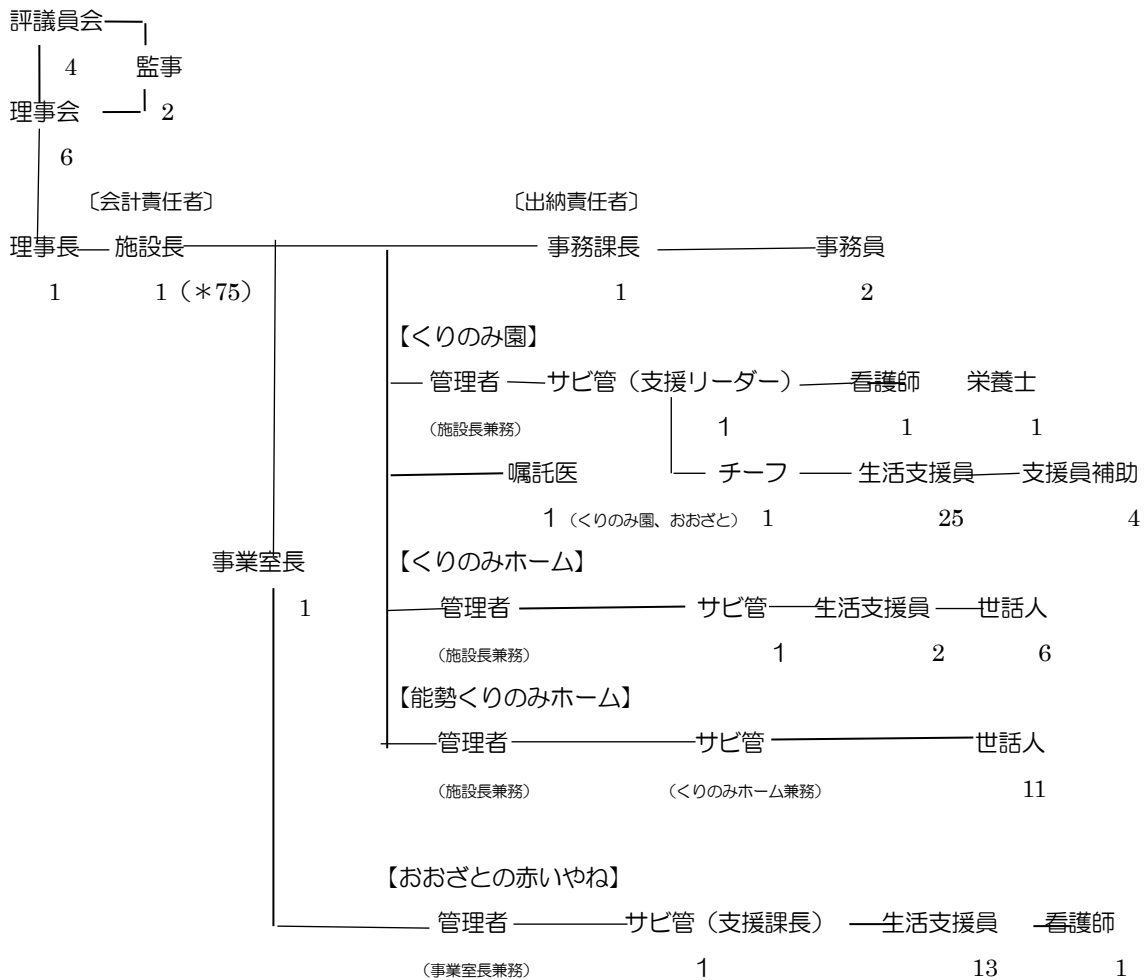 評議員会
4 監事
理事会 2
6
〔会計責任者〕 〔出納責任者〕
理事長 施設長 事務課長 事務員
1 1（＊75） 1 2
【くりのみ園】
管理者 サビ管（支援リーダー） 看護師 栄養士
（施設長兼務） 1 1 1
嘱託医 チーフ 生活支援員 支援員補助
1（くりのみ園、おおざと） 1 25 4
事業室長 【くりのみホーム】
1 管理者 サビ管 生活支援員 世話人
（施設長兼務） 1 2 6
【能勢くりのみホーム】
管理者 サビ管 世話人
（施設長兼務） （くりのみホーム兼務） 11
【おおざとの赤いやね】
管理者 サビ管（支援課長） 生活支援員 看護師
（事業室長兼務） 1 13 1